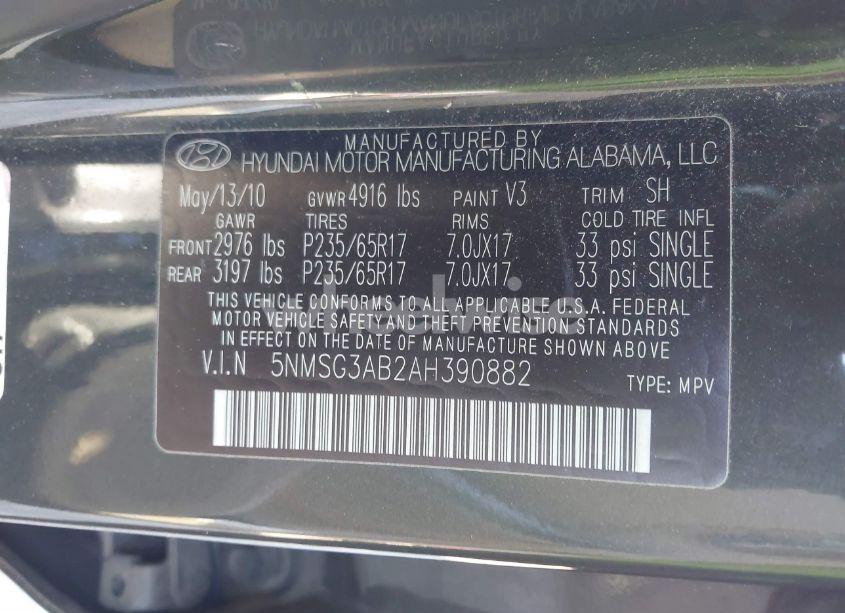 MANUFACTURED BY
HYUNDAI MOTOR MANUFACTURING ALABAMA, LLC
May/13/10 GVWR 4916 lbs PAINT V3 TRIM SH
GAWR TIRES RIMS COLD TIRE INFL
FRONT 2976 lbs P235/65R17 7.0JX17 33 psi SINGLE
REAR 3197 lbs P235/65R17 7.0JX17 33 psi SINGLE
THIS VEHICLE CONFORMS TO ALL APPLICABLE U.S.A. FEDERAL
MOTOR VEHICLE SAFETY AND THEFT PREVENTION STANDARDS
IN EFFECT ON THE DATE OF MANUFACTURE SHOWN ABOVE
V.I.N 5NMSG3AB2AH390882 TYPE: MPV